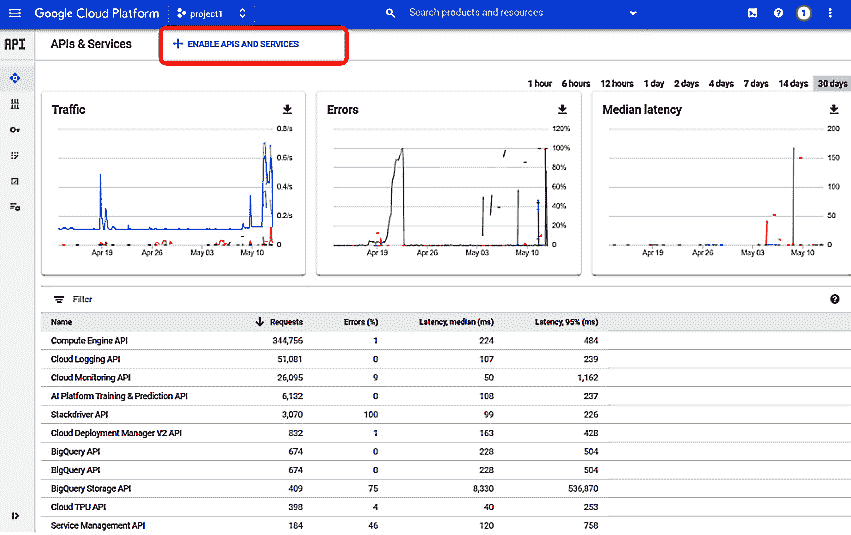 Google Cloud Platform project1 Search products and resources 1
API APIs & Services + ENABLE APIS AND SERVICES
1 hour 6 hours 12 hours 1 day 2 days 4 days 7 days 14 days 30 days
Traffic
0.8/s
0.6/s
0.4/s
0.2/s
0
Apr 19 Apr 26 May 03 May 10
Errors
120%
100%
80%
60%
40%
20%
0
Apr 19 Apr 26 May 03 May 10
Median latency
200
150
100
50
0
Apr 19 Apr 26 May 03 May 10
Filter
Name Requests Errors (%) Latency, median (ms) Latency, 95% (ms)
Compute Engine API 344,756 1 224 484
Cloud Logging API 51,081 0 107 239
Cloud Monitoring API 26,095 9 50 1,162
AI Platform Training & Prediction API 6,132 0 108 237
Stackdriver API 3,070 100 99 226
Cloud Deployment Manager V2 API 832 1 163 428
BigQuery API 674 0 228 504
BigQuery API 674 0 228 504
BigQuery Storage API 409 75 8,330 536,870
Cloud TPU API 398 4 40 253
Service Management API 184 46 120 758